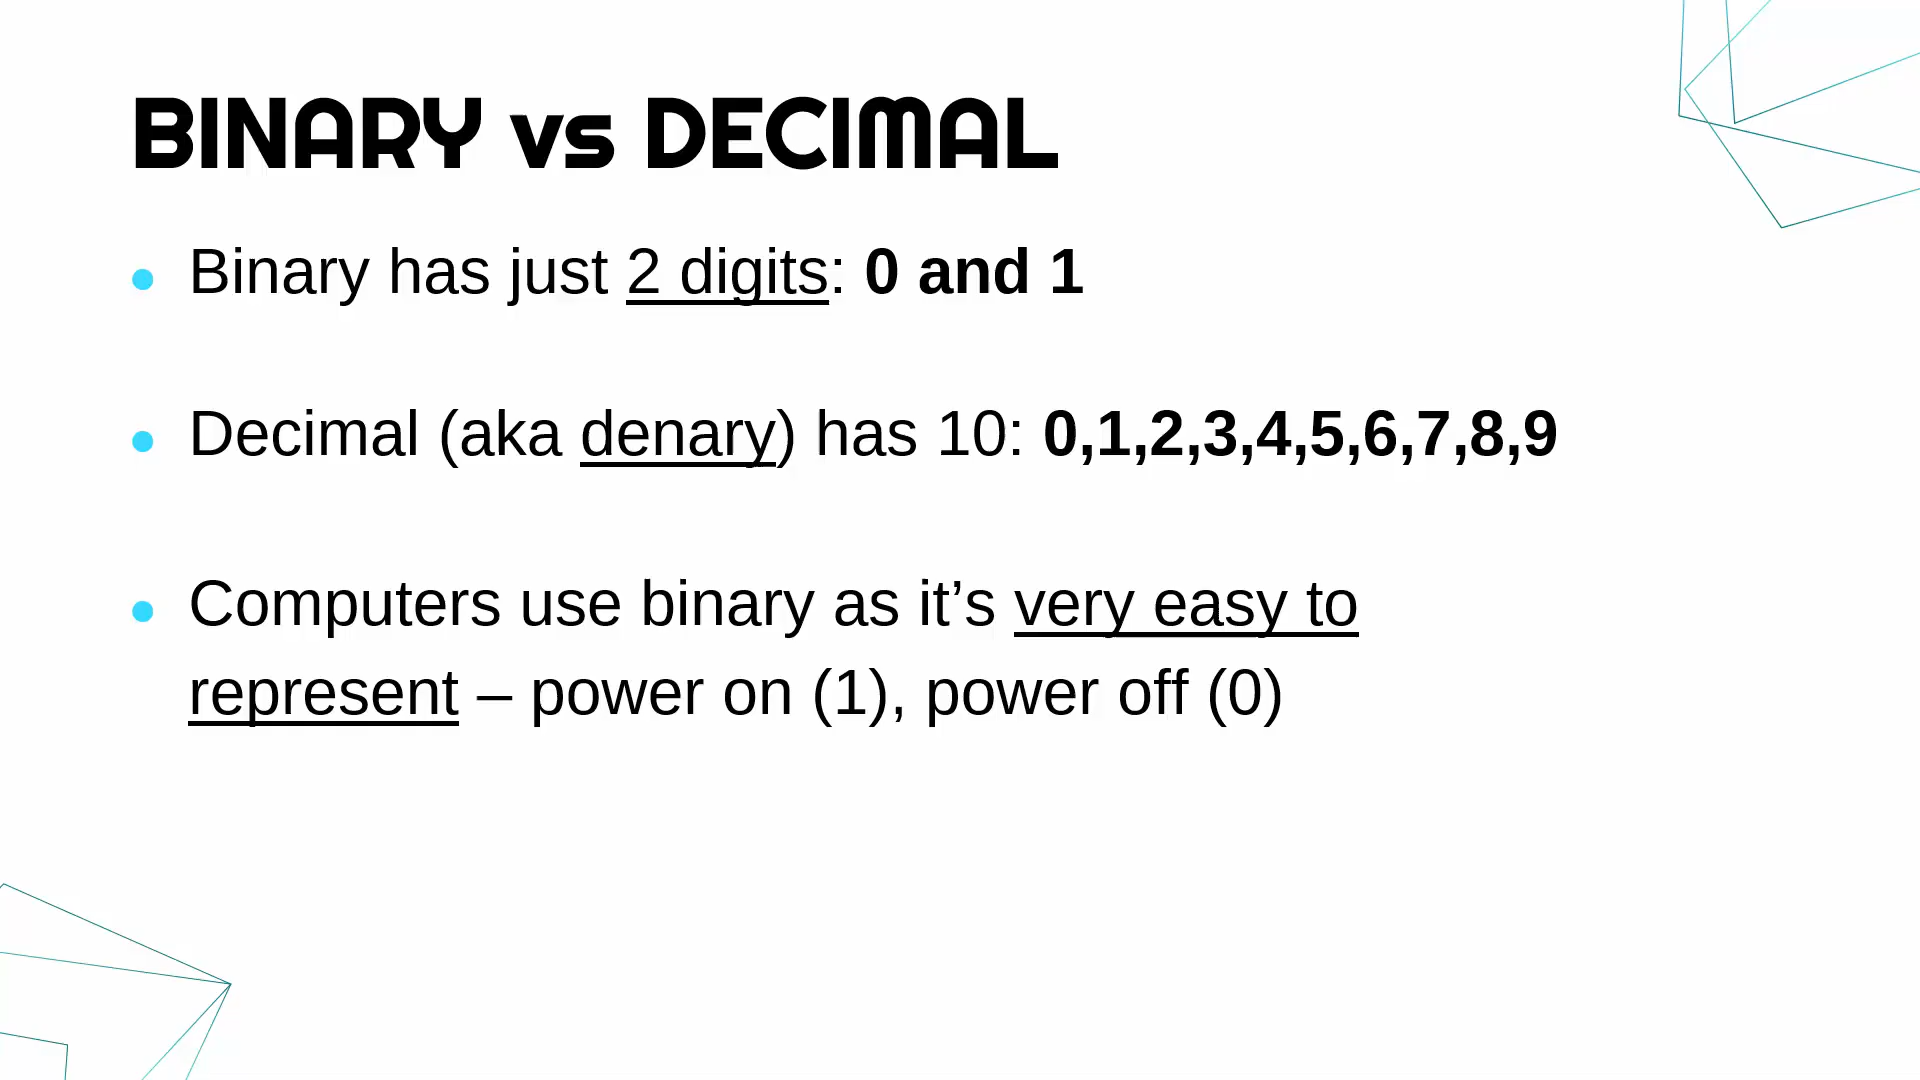 BINARY vs DECIMAL
• Binary has just 2 digits: 0 and 1
• Decimal (aka denary) has 10: 0,1,2,3,4,5,6,7,8,9
• Computers use binary as it’s very easy to
represent – power on (1), power off (0)